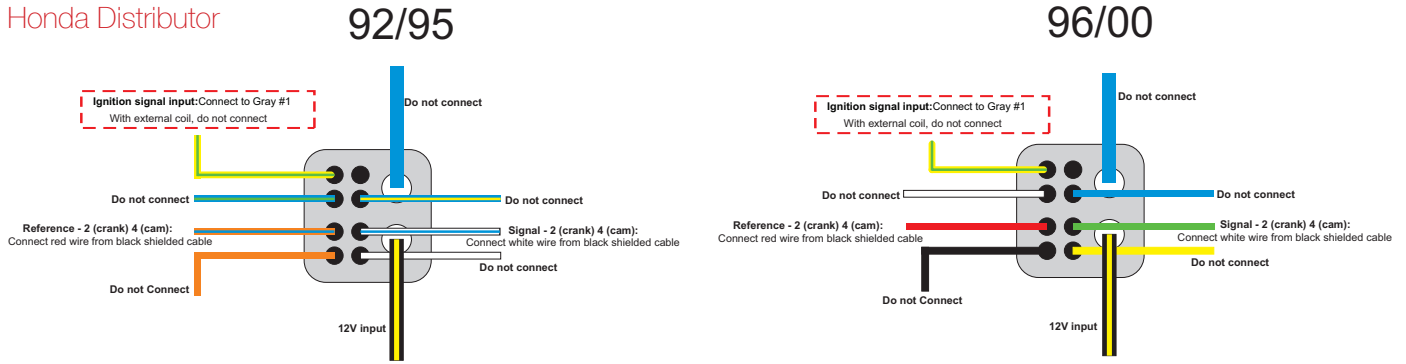 Honda Distributor
92/95
Do not connect
Ignition signal input:Connect to Gray #1
With external coil, do not connect
Do not connect
Do not connect
Reference - 2 (crank) 4 (cam):
Connect red wire from black shielded cable
Signal - 2 (crank) 4 (cam):
Connect white wire from black shielded cable
Do not connect
Do not Connect
12V input
96/00
Do not connect
Ignition signal input:Connect to Gray #1
With external coil, do not connect
Do not connect
Do not connect
Reference - 2 (crank) 4 (cam):
Connect red wire from black shielded cable
Signal - 2 (crank) 4 (cam):
Connect white wire from black shielded cable
Do not connect
Do not Connect
12V input